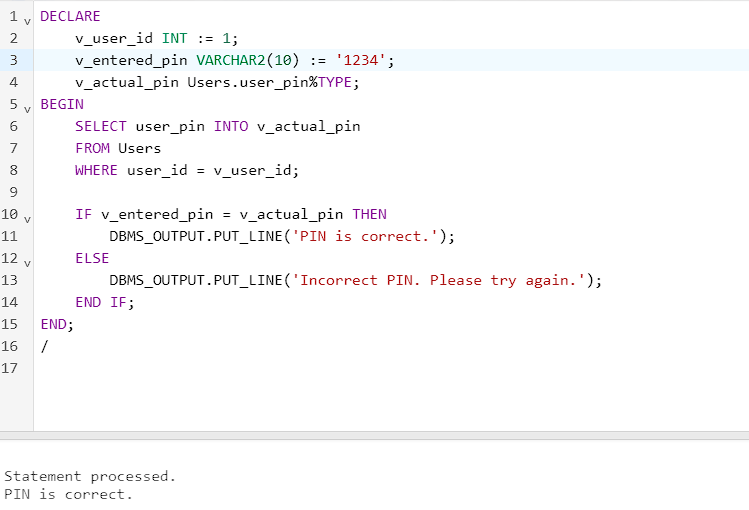 1 DECLARE
2     v_user_id INT := 1;
3     v_entered_pin VARCHAR2(10) := '1234';
4     v_actual_pin Users.user_pin%TYPE;
5 BEGIN
6     SELECT user_pin INTO v_actual_pin
7     FROM Users
8     WHERE user_id = v_user_id;
9
10     IF v_entered_pin = v_actual_pin THEN
11         DBMS_OUTPUT.PUT_LINE('PIN is correct.');
12     ELSE
13         DBMS_OUTPUT.PUT_LINE('Incorrect PIN. Please try again.');
14     END IF;
15 END;
16 /
17
Statement processed.
PIN is correct.